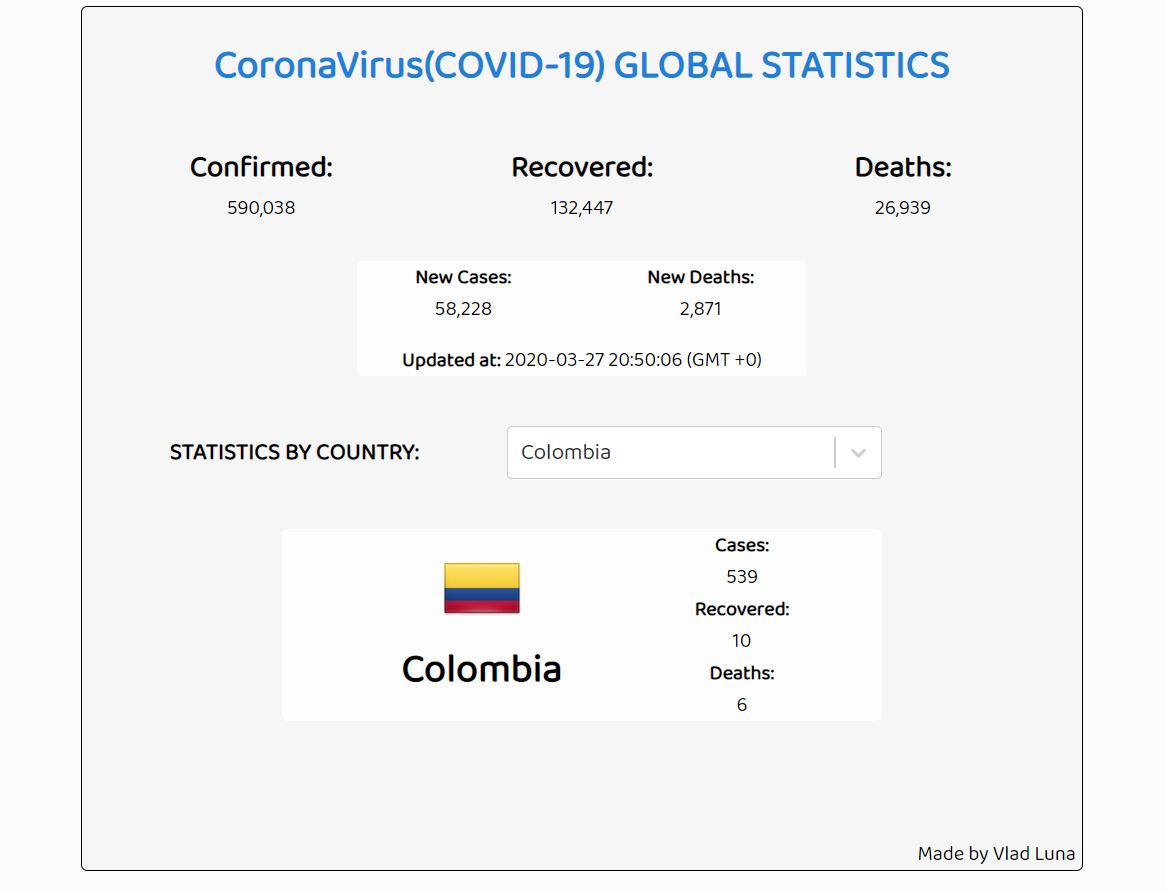 CoronaVirus(COVID-19) GLOBAL STATISTICS
Confirmed: Recovered: Deaths:
590,038 132,447 26,939
New Cases: New Deaths:
58,228 2,871
Updated at: 2020-03-27 20:50:06 (GMT +0)
STATISTICS BY COUNTRY: Colombia
Colombia
Cases:
539
Recovered:
10
Deaths:
6
Made by Vlad Luna